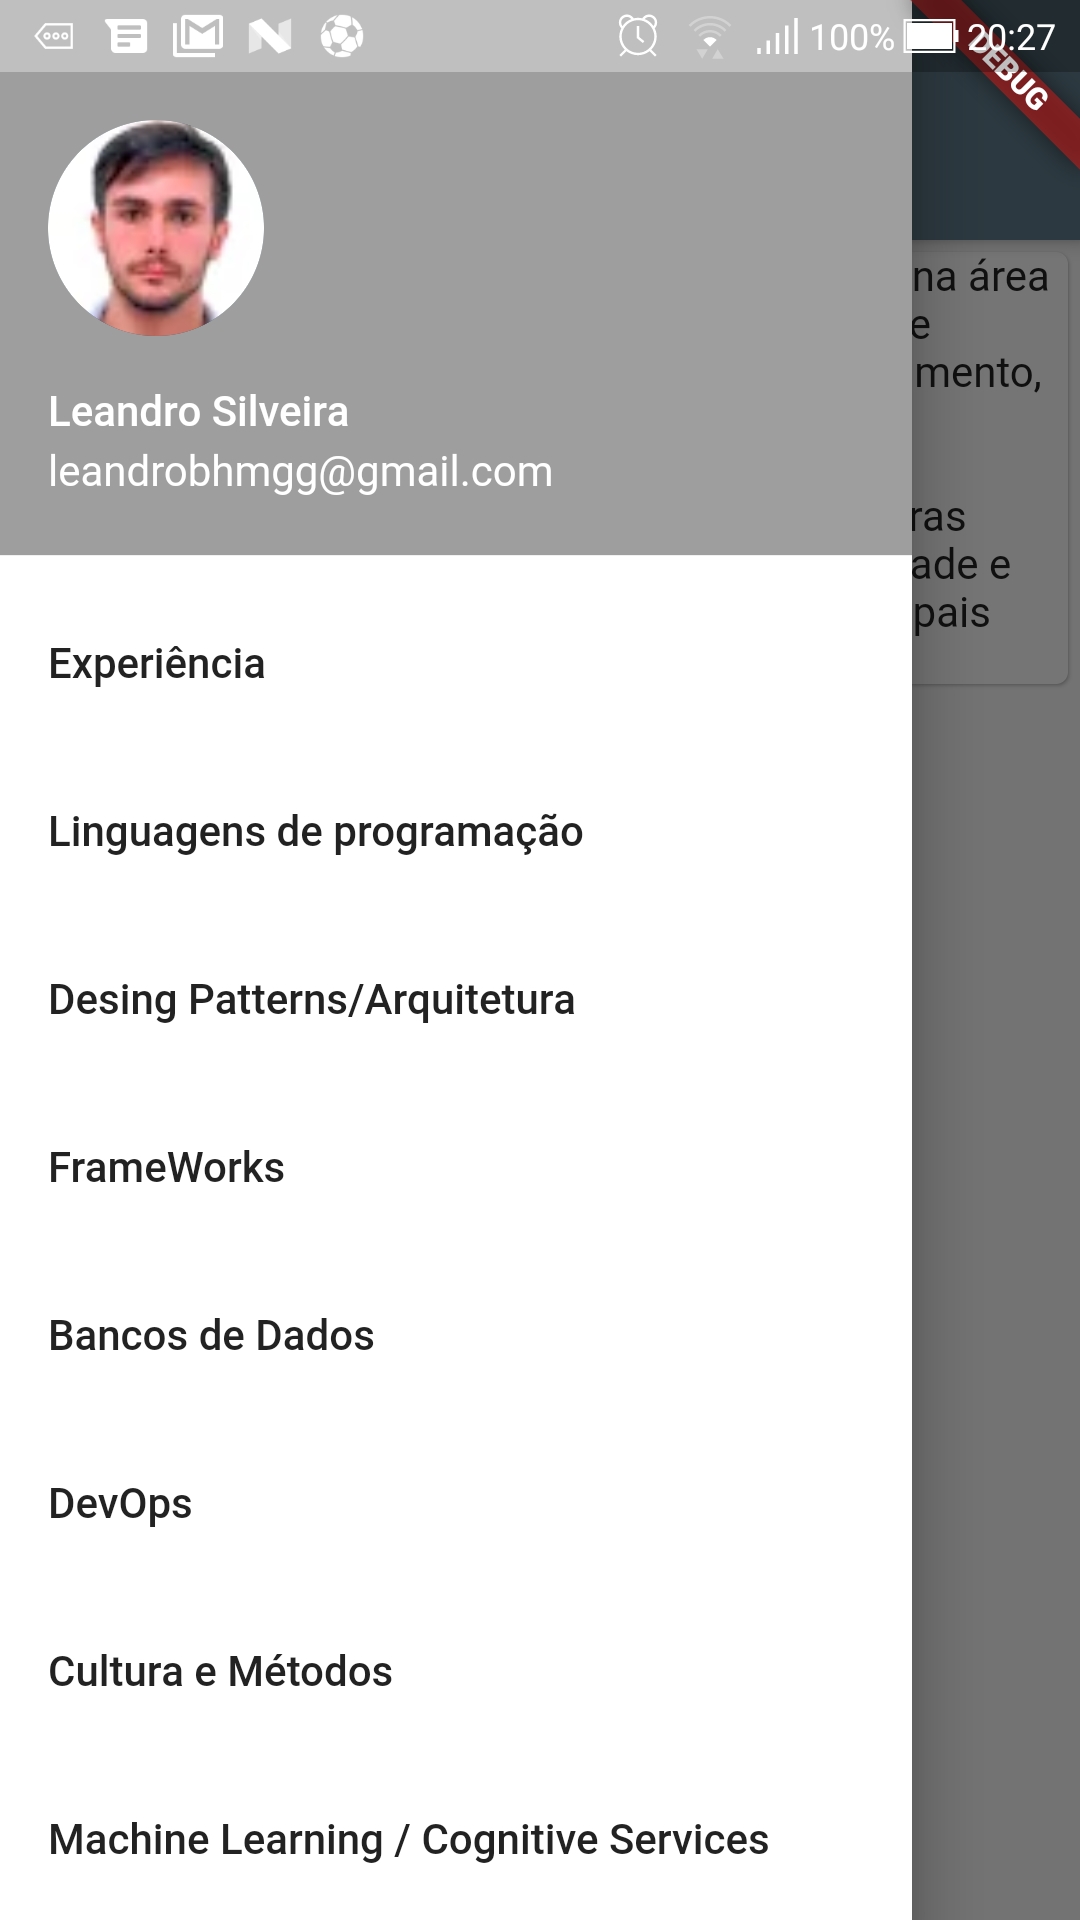 100% 20:27
DEBUG
Leandro Silveira
leandrobhmgg@gmail.com
Experiência
Linguagens de programação
Desing Patterns/Arquitetura
FrameWorks
Bancos de Dados
DevOps
Cultura e Métodos
Machine Learning / Cognitive Services
na área
e
mento,
ras
ade e
pais